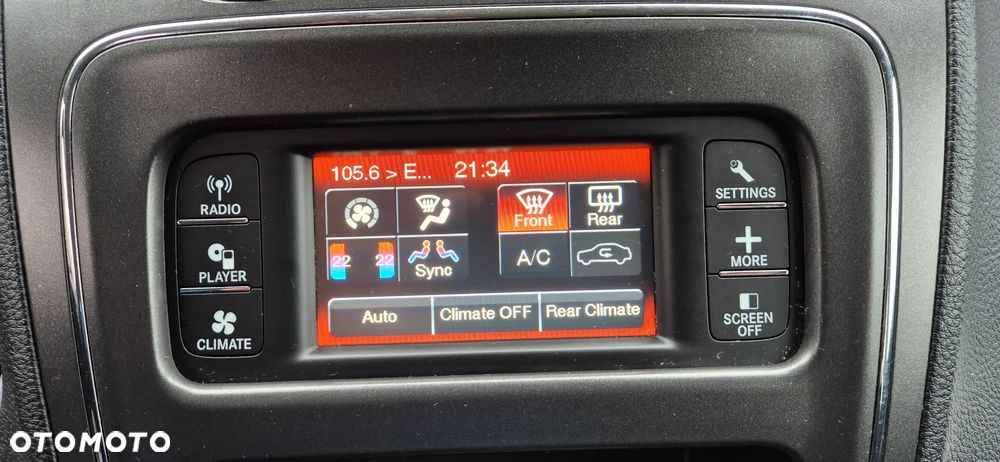 RADIO
PLAYER
CLIMATE
105.6 > E... 21:34
Front Rear
22 22 Sync A/C
Auto Climate OFF Rear Climate
SETTINGS
MORE
SCREEN
OFF
OTOMOTO